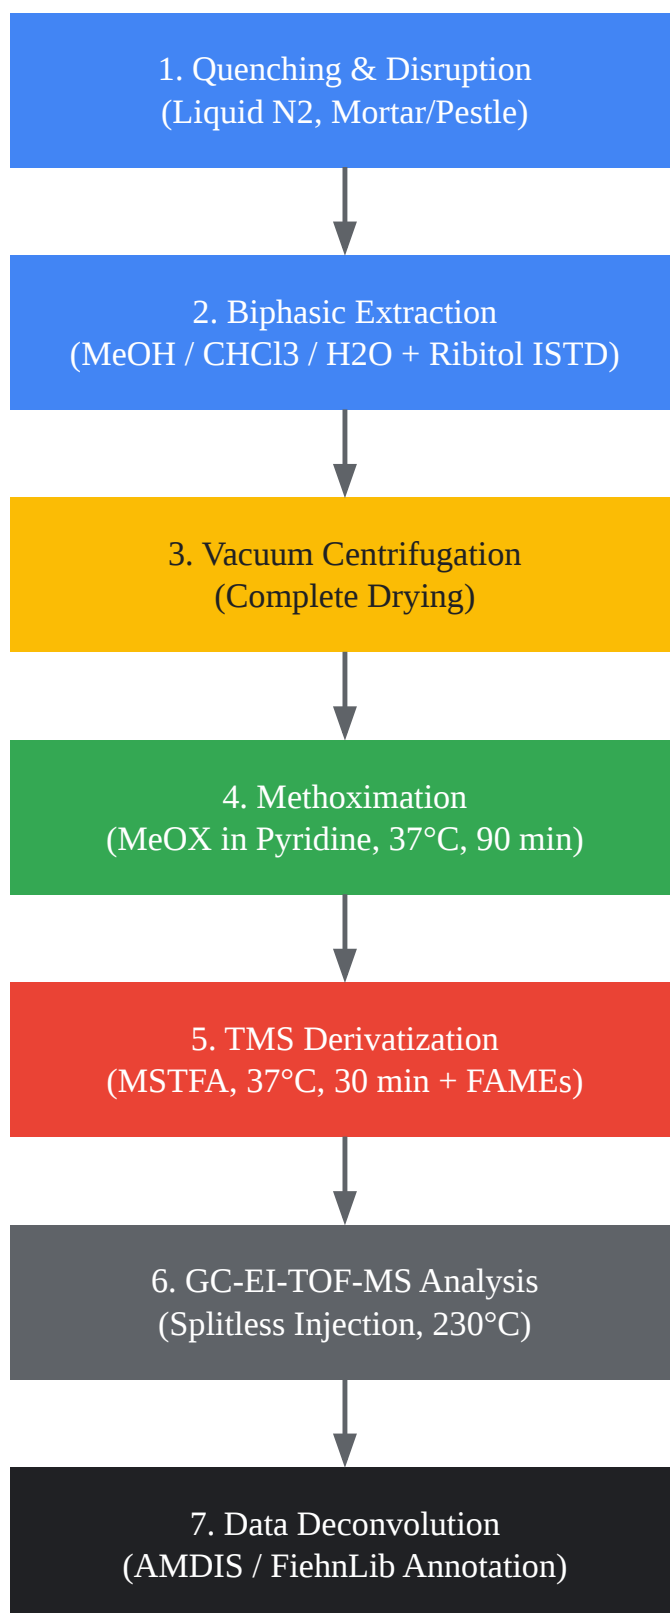 1. Quenching & Disruption
(Liquid N2, Mortar/Pestle)
2. Biphasic Extraction
(MeOH / CHCl3 / H2O + Ribitol ISTD)
3. Vacuum Centrifugation
(Complete Drying)
4. Methoximation
(MeOX in Pyridine, 37°C, 90 min)
5. TMS Derivatization
(MSTFA, 37°C, 30 min + FAMEs)
6. GC-EI-TOF-MS Analysis
(Splitless Injection, 230°C)
7. Data Deconvolution
(AMDIS / FiehnLib Annotation)